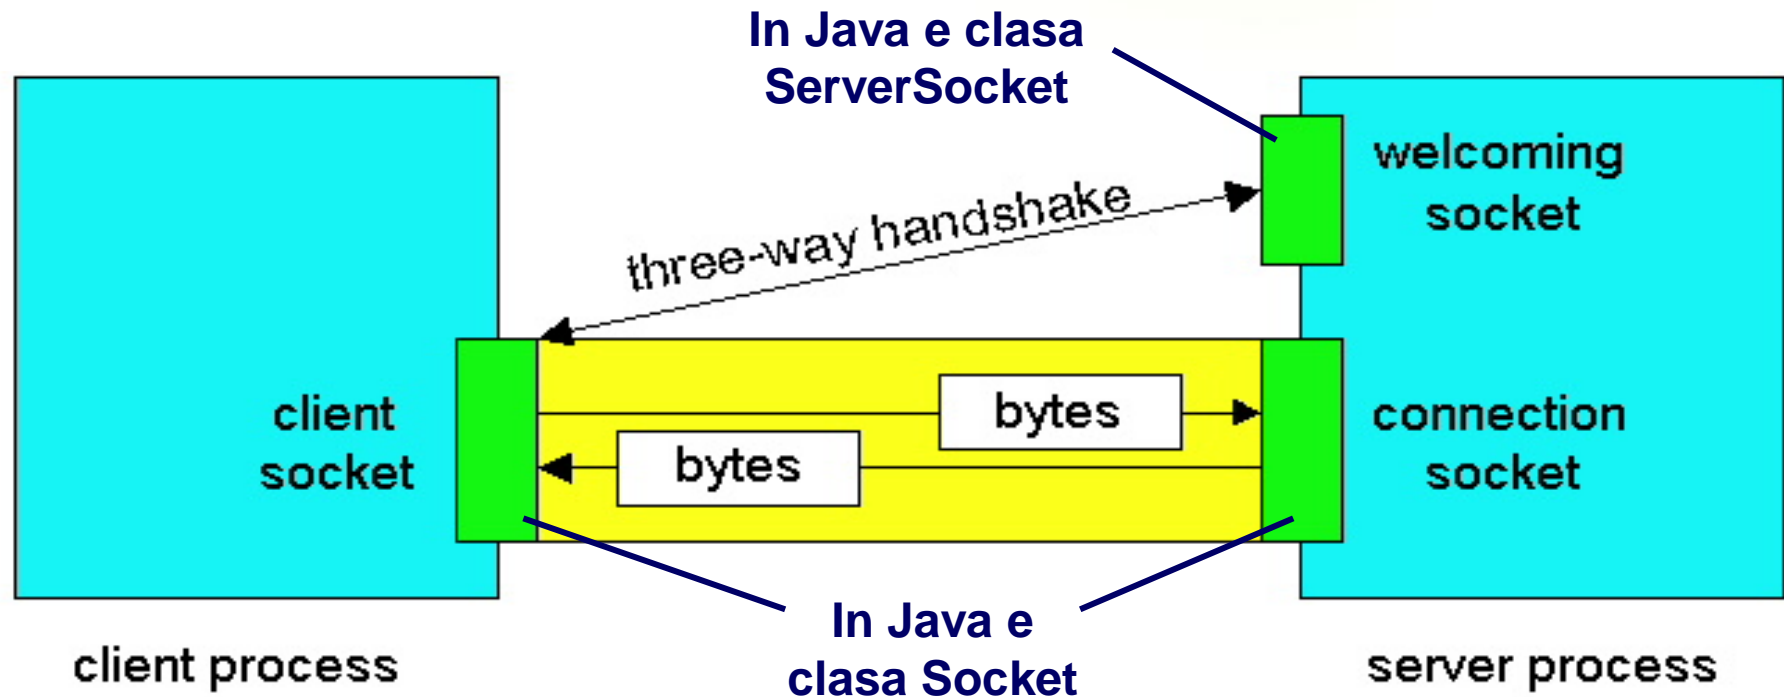 In Java e clasa
ServerSocket
welcoming
socket
three-way handshake
client
socket
bytes
bytes
connection
socket
In Java e
clasa Socket
client process
server process